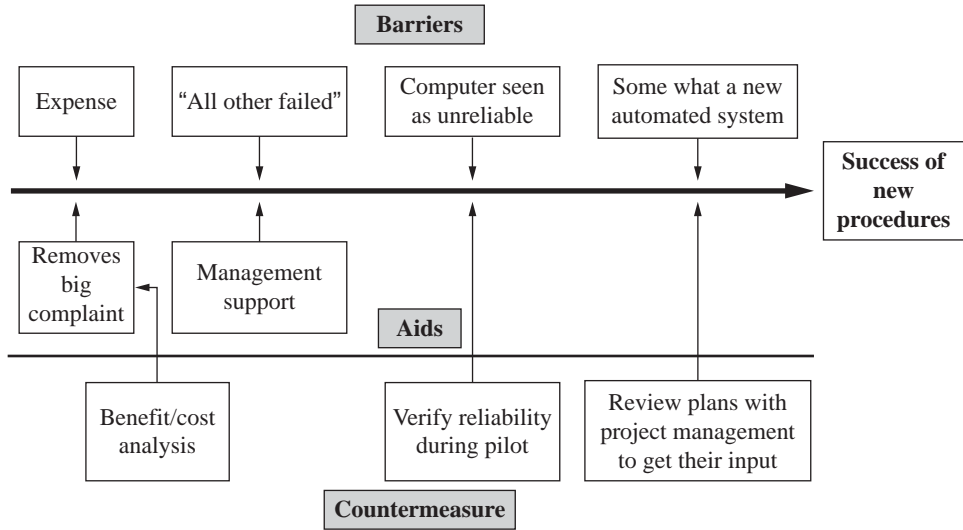 Barriers
Expense
“All other failed”
Computer seen
as unreliable
Some what a new
automated system
Success of
new
procedures
Removes
big
complaint
Management
support
Aids
Benefit/cost
analysis
Verify reliability
during pilot
Review plans with
project management
to get their input
Countermeasure